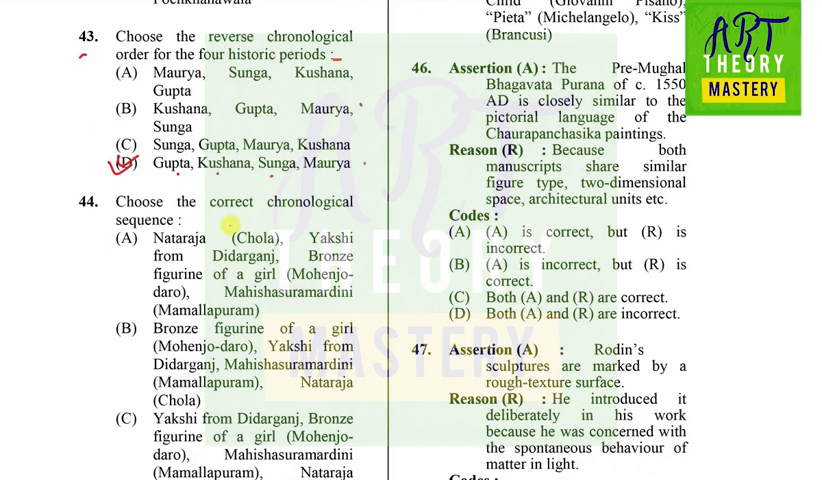 Pochkhanawala
43. Choose the reverse chronological
order for the four historic periods :
(A) Maurya, Sunga, Kushana,
Gupta
(B) Kushana, Gupta, Maurya,
Sunga
(C) Sunga, Gupta, Maurya, Kushana
(D) Gupta, Kushana, Sunga, Maurya
44. Choose the correct chronological
sequence :
(A) Nataraja (Chola), Yakshi
from Didarganj, Bronze
figurine of a girl (Mohenjo-
daro), Mahishasuramardini
(Mamallapuram)
(B) Bronze figurine of a girl
(Mohenjo-daro), Yakshi from
Didarganj, Mahishasuramardini
(Mamallapuram), Nataraja
(Chola)
(C) Yakshi from Didarganj, Bronze
figurine of a girl (Mohenjo-
daro), Mahishasuramardini
(Mamallapuram), Nataraja
Child (Giovanni Pisano),
"Pieta" (Michelangelo), "Kiss"
(Brancusi)
46. Assertion (A) : The Pre-Mughal
Bhagavata Purana of c. 1550
AD is closely similar to the
pictorial language of the
Chaurapanchasika paintings.
Reason (R) : Because both
manuscripts share similar
figure type, two-dimensional
space, architectural units etc.
Codes :
(A) (A) is correct, but (R) is
incorrect.
(B) (A) is incorrect, but (R) is
correct.
(C) Both (A) and (R) are correct.
(D) Both (A) and (R) are incorrect.
47. Assertion (A) : Rodin's
sculptures are marked by a
rough-texture surface.
Reason (R) : He introduced it
deliberately in his work
because he was concerned with
the spontaneous behaviour of
matter in light.
Codes :
ART
THEORY
MASTERY
ART
THEORY
MASTERY